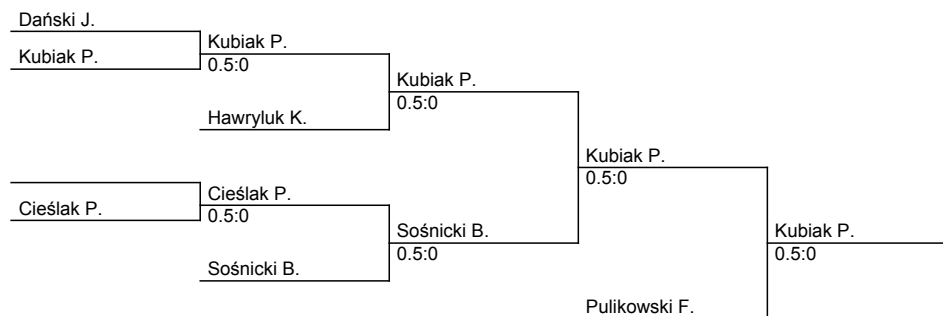 Dański J.
Kubiak P.
Kubiak P.
0.5:0
Kubiak P.
0.5:0
Hawryluk K.
Kubiak P.
0.5:0
Cieślak P.
Cieślak P.
0.5:0
Sośnicki B.
0.5:0
Sośnicki B.
Kubiak P.
0.5:0
Pulikowski F.